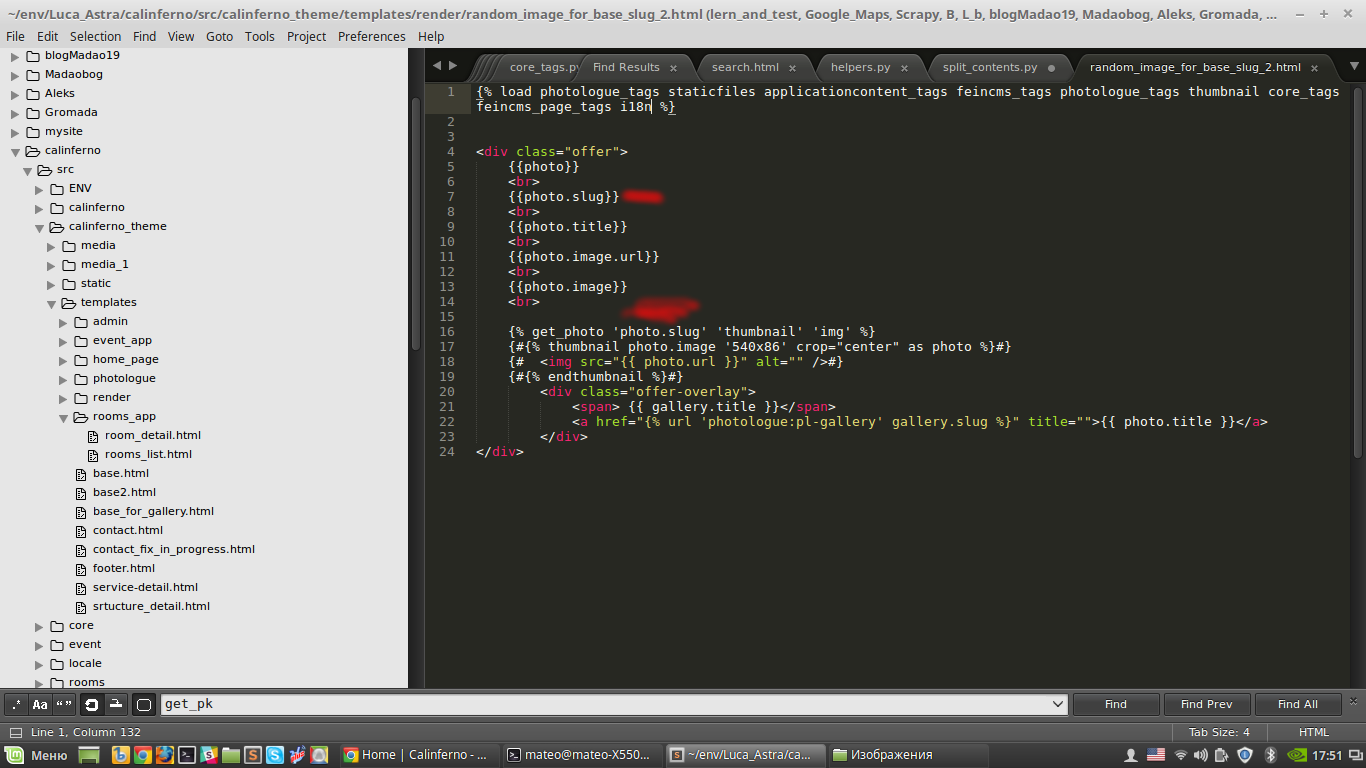 ~/env/Luca_Astra/calinferno/src/calinferno_theme/templates/render/random_image_for_base_slug_2.html (lern_and_test, Google_Maps, Scrapy, B, L_b, blogMadao19, Madaobog, Aleks, Gromada, ...
File Edit Selection Find View Goto Tools Project Preferences Help
core_tags.py Find Results × search.html × helpers.py × split_contents.py random_image_for_base_slug_2.html ×
blogMadao19
Madaobog
Aleks
Gromada
mysite
calinferno
src
ENV
calinferno
calinferno_theme
media
media_1
static
templates
admin
event_app
home_page
photologue
render
rooms_app
room_detail.html
rooms_list.html
base.html
base2.html
base_for_gallery.html
contact.html
contact_fix_in_progress.html
footer.html
service-detail.html
srtucture_detail.html
core
event
locale
rooms
1 {% load photologue_tags staticfiles applicationcontent_tags feincms_tags photologue_tags thumbnail core_tags
feincms_page_tags i18n %}
2
3
4 <div class="offer">
5 {{photo}}
6 <br>
7 {{photo.slug}}
8 <br>
9 {{photo.title}}
10 <br>
11 {{photo.image.url}}
12 <br>
13 {{photo.image}}
14 <br>
15
16 {% get_photo 'photo.slug' 'thumbnail' 'img' %}
17 {#{% thumbnail photo.image '540x86' crop="center" as photo %}#}
18 {#  <img src="{{ photo.url }}" alt="" />#}
19 {#{% endthumbnail %}#}
20 <div class="offer-overlay">
21 <span> {{ gallery.title }}</span>
22 <a href="{% url 'photologue:pl-gallery' gallery.slug %}" title="">{{ photo.title }}</a>
23 </div>
24 </div>
.* Aa “ ” get_pk Find Find Prev Find All ×
Line 1, Column 132 Tab Size: 4 HTML
Меню Home | Calinferno - ... mateo@mateo-X550... ~/env/Luca_Astra/ca... Изображения 17:51